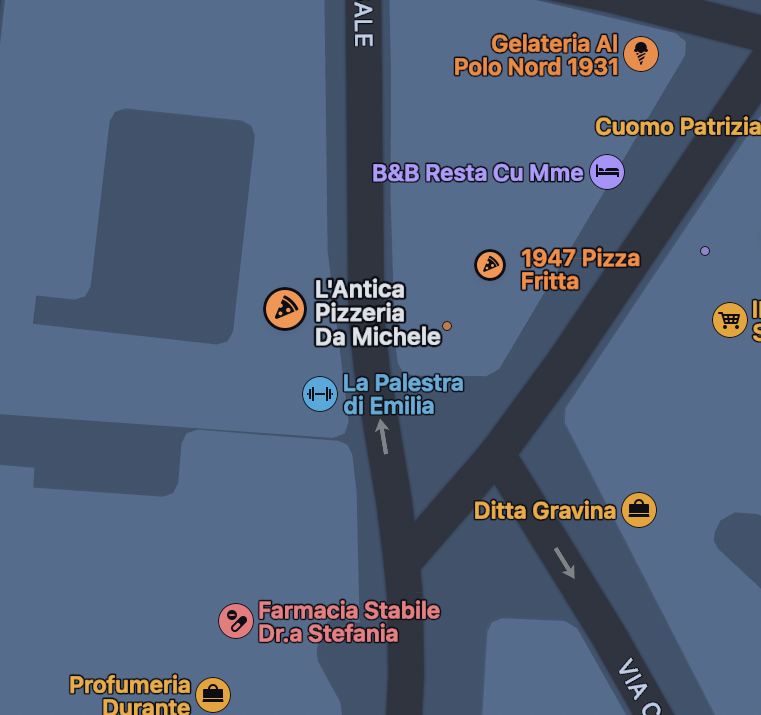 ALE
Gelateria Al
Polo Nord 1931
Cuomo Patrizia
B&B Resta Cu Mme
1947 Pizza
Fritta
L'Antica
Pizzeria
Da Michele
La Palestra
di Emilia
Ditta Gravina
Farmacia Stabile
Dr.a Stefania
Profumeria
Durante
VIA C